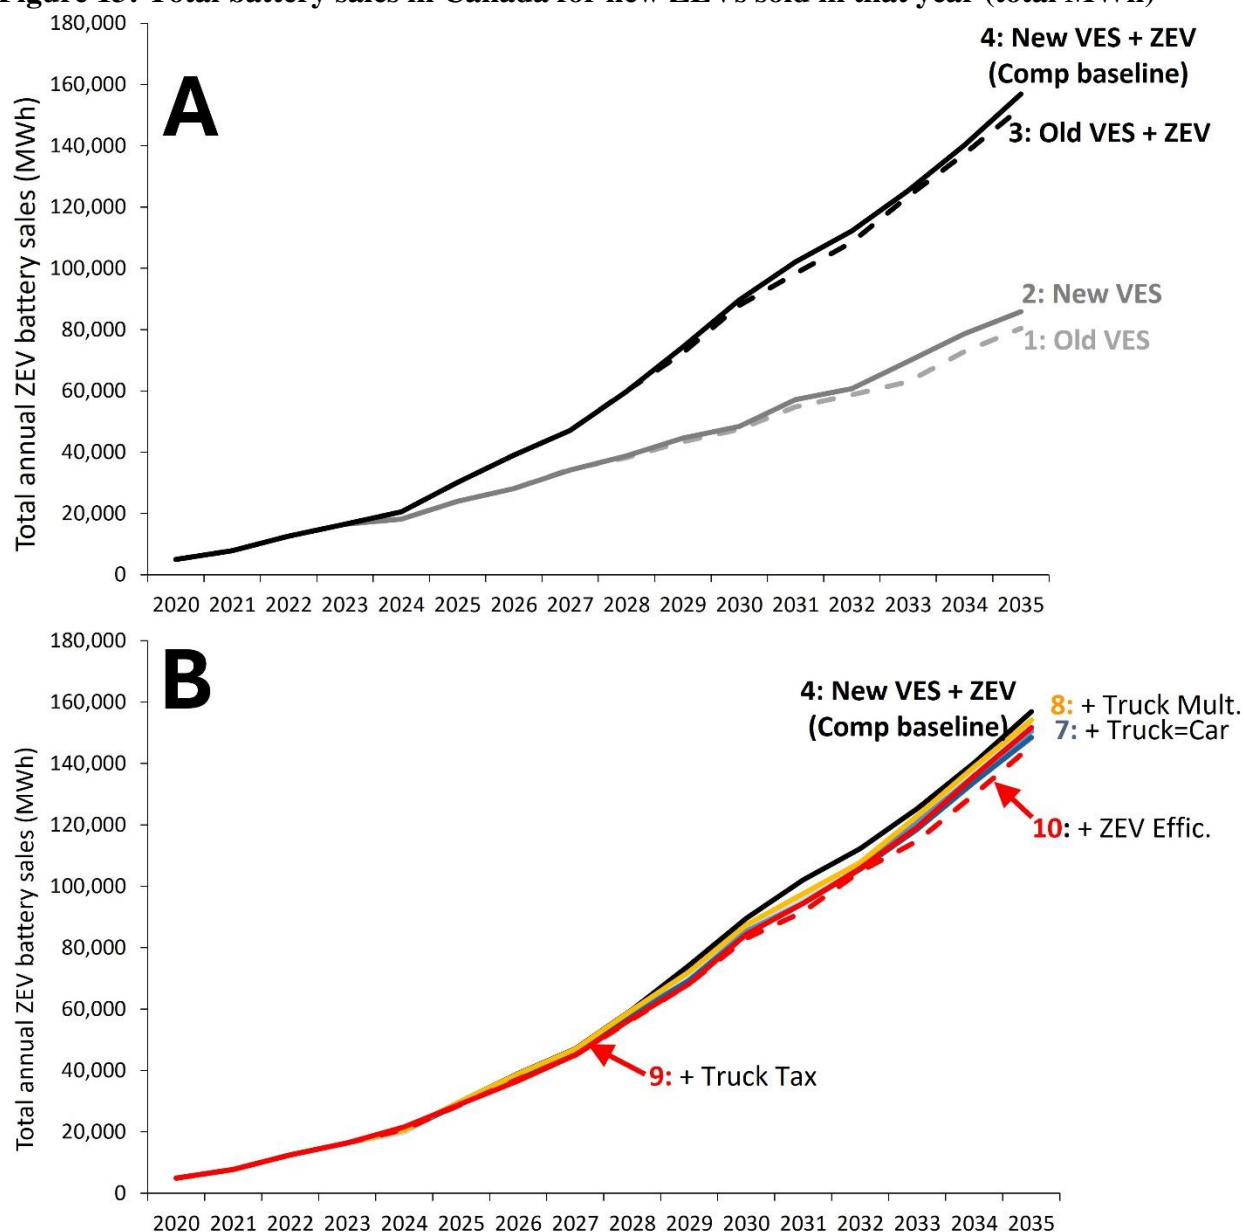 Figure 13: Total battery sales in Canada for new ZEVs sold in that year (total MWh)
180,000
160,000
140,000
120,000
100,000
80,000
60,000
40,000
20,000
0
Total annual ZEV battery sales (MWh)
A
4: New VES + ZEV
(Comp baseline)
3: Old VES + ZEV
2: New VES
1: Old VES
2020 2021 2022 2023 2024 2025 2026 2027 2028 2029 2030 2031 2032 2033 2034 2035
180,000
160,000
140,000
120,000
100,000
80,000
60,000
40,000
20,000
0
Total annual ZEV battery sales (MWh)
B
4: New VES + ZEV
(Comp baseline)
8: + Truck Mult.
7: + Truck=Car
10: + ZEV Effic.
9: + Truck Tax
2020 2021 2022 2023 2024 2025 2026 2027 2028 2029 2030 2031 2032 2033 2034 2035